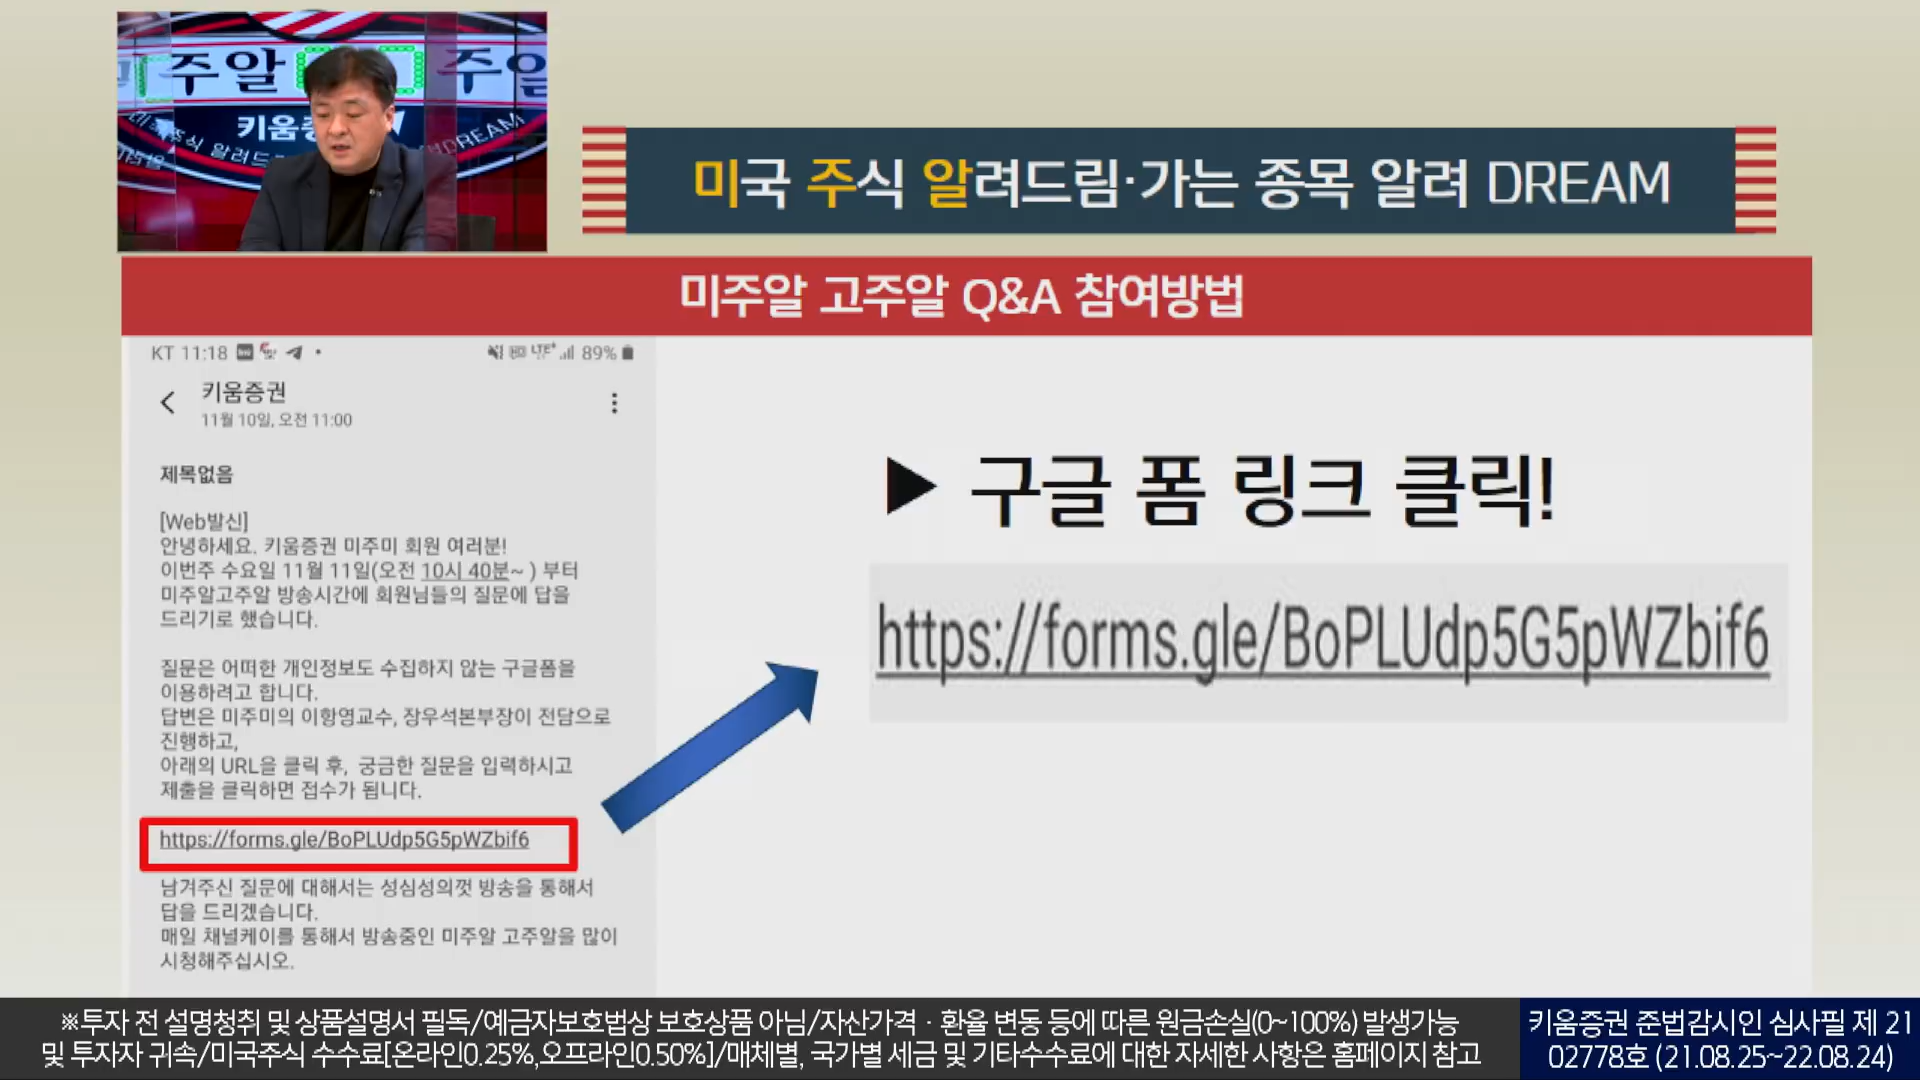 주알
주알
키움증
미국주식 알려드
DREAM
미국 주식 알려드림·가는 종목 알려 DREAM
미주알 고주알 Q&A 참여방법
KT 11:18
LTE+
89%
키움증권
11월 10일, 오전 11:00
제목없음
[Web발신]
안녕하세요. 키움증권 미주미 회원 여러분!
이번주 수요일 11월 11일(오전 10시 40분~ ) 부터
미주알고주알 방송시간에 회원님들의 질문에 답을
드리기로 했습니다.
질문은 어떠한 개인정보도 수집하지 않는 구글폼을
이용하려고 합니다.
답변은 미주미의 이항영교수, 장우석본부장이 전담으로
진행하고,
아래의 URL을 클릭 후, 궁금한 질문을 입력하시고
제출을 클릭하면 접수가 됩니다.
https://forms.gle/BoPLUdp5G5pWZbif6
남겨주신 질문에 대해서는 성심성의껏 방송을 통해서
답을 드리겠습니다.
매일 채널케이를 통해서 방송중인 미주알 고주알을 많이
시청해주십시오.
▶ 구글 폼 링크 클릭!
https://forms.gle/BoPLUdp5G5pWZbif6
※투자 전 설명청취 및 상품설명서 필독/예금자보호법상 보호상품 아님/자산가격 · 환율 변동 등에 따른 원금손실(0~100%) 발생가능
및 투자자 귀속/미국주식 수수료[온라인0.25%,오프라인0.50%]/매체별, 국가별 세금 및 기타수수료에 대한 자세한 사항은 홈페이지 참고
키움증권 준법감시인 심사필 제 21
02778호 (21.08.25~22.08.24)